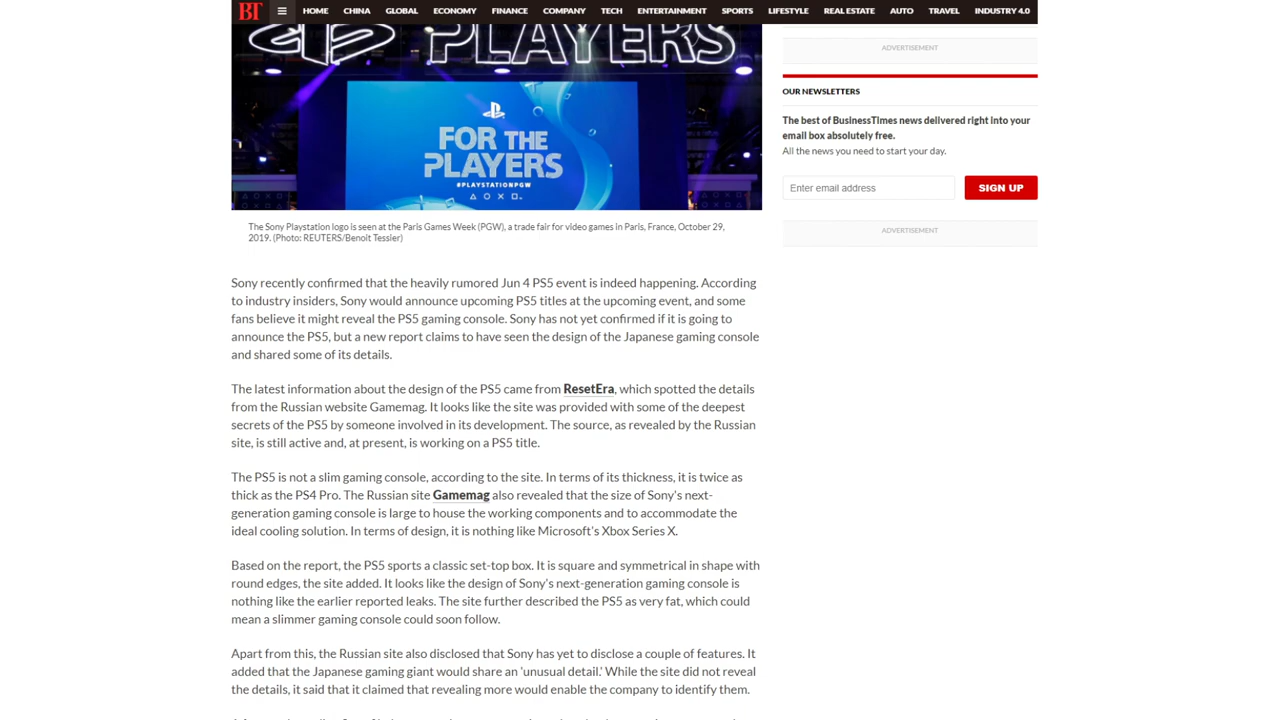 BT
HOME CHINA GLOBAL ECONOMY FINANCE COMPANY TECH ENTERTAINMENT SPORTS LIFESTYLE REAL ESTATE AUTO TRAVEL INDUSTRY 4.0
PLAYERS
FOR THE
PLAYERS
#PLAYSTATIONPGW
The Sony Playstation logo is seen at the Paris Games Week (PGW), a trade fair for video games in Paris, France, October 29,
2019. (Photo: REUTERS/Benoit Tessier)
Sony recently confirmed that the heavily rumored Jun 4 PS5 event is indeed happening. According
to industry insiders, Sony would announce upcoming PS5 titles at the upcoming event, and some
fans believe it might reveal the PS5 gaming console. Sony has not yet confirmed if it is going to
announce the PS5, but a new report claims to have seen the design of the Japanese gaming console
and shared some of its details.
The latest information about the design of the PS5 came from ResetEra, which spotted the details
from the Russian website Gamemag. It looks like the site was provided with some of the deepest
secrets of the PS5 by someone involved in its development. The source, as revealed by the Russian
site, is still active and, at present, is working on a PS5 title.
The PS5 is not a slim gaming console, according to the site. In terms of its thickness, it is twice as
thick as the PS4 Pro. The Russian site Gamemag also revealed that the size of Sony's next-
generation gaming console is large to house the working components and to accommodate the
ideal cooling solution. In terms of design, it is nothing like Microsoft's Xbox Series X.
Based on the report, the PS5 sports a classic set-top box. It is square and symmetrical in shape with
round edges, the site added. It looks like the design of Sony's next-generation gaming console is
nothing like the earlier reported leaks. The site further described the PS5 as very fat, which could
mean a slimmer gaming console could soon follow.
Apart from this, the Russian site also disclosed that Sony has yet to disclose a couple of features. It
added that the Japanese gaming giant would share an 'unusual detail.' While the site did not reveal
the details, it said that it claimed that revealing more would enable the company to identify them.
ADVERTISEMENT
OUR NEWSLETTERS
The best of BusinessTimes news delivered right into your
email box absolutely free.
All the news you need to start your day.
Enter email address SIGN UP
ADVERTISEMENT